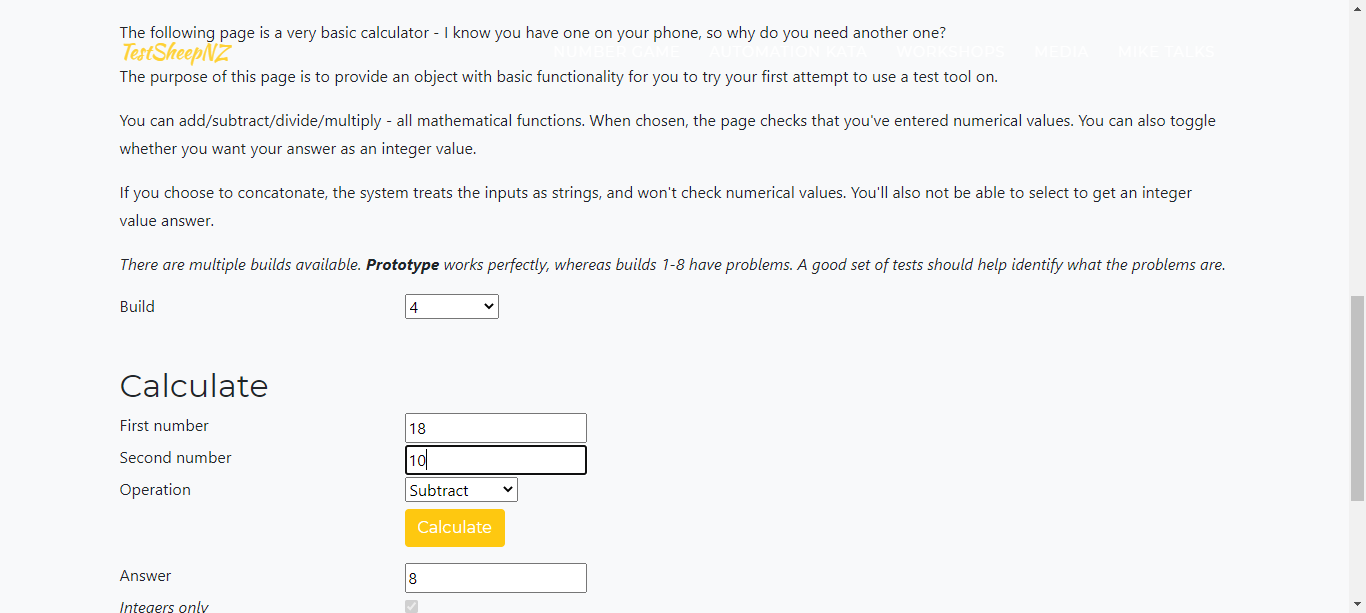 The following page is a very basic calculator - I know you have one on your phone, so why do you need another one?
TestSheepNZ NUMBER GAME AUTOMATION DATA WORKSHOPS MEDIA MIKE TALKS
The purpose of this page is to provide an object with basic functionality for you to try your first attempt to use a test tool on.
You can add/subtract/divide/multiply - all mathematical functions. When chosen, the page checks that you've entered numerical values. You can also toggle
whether you want your answer as an integer value.
If you choose to concatonate, the system treats the inputs as strings, and won't check numerical values. You'll also not be able to select to get an integer
value answer.
There are multiple builds available. Prototype works perfectly, whereas builds 1-8 have problems. A good set of tests should help identify what the problems are.
Build 4
Calculate
First number 18
Second number 10
Operation Subtract
Calculate
Answer 8
Integers only